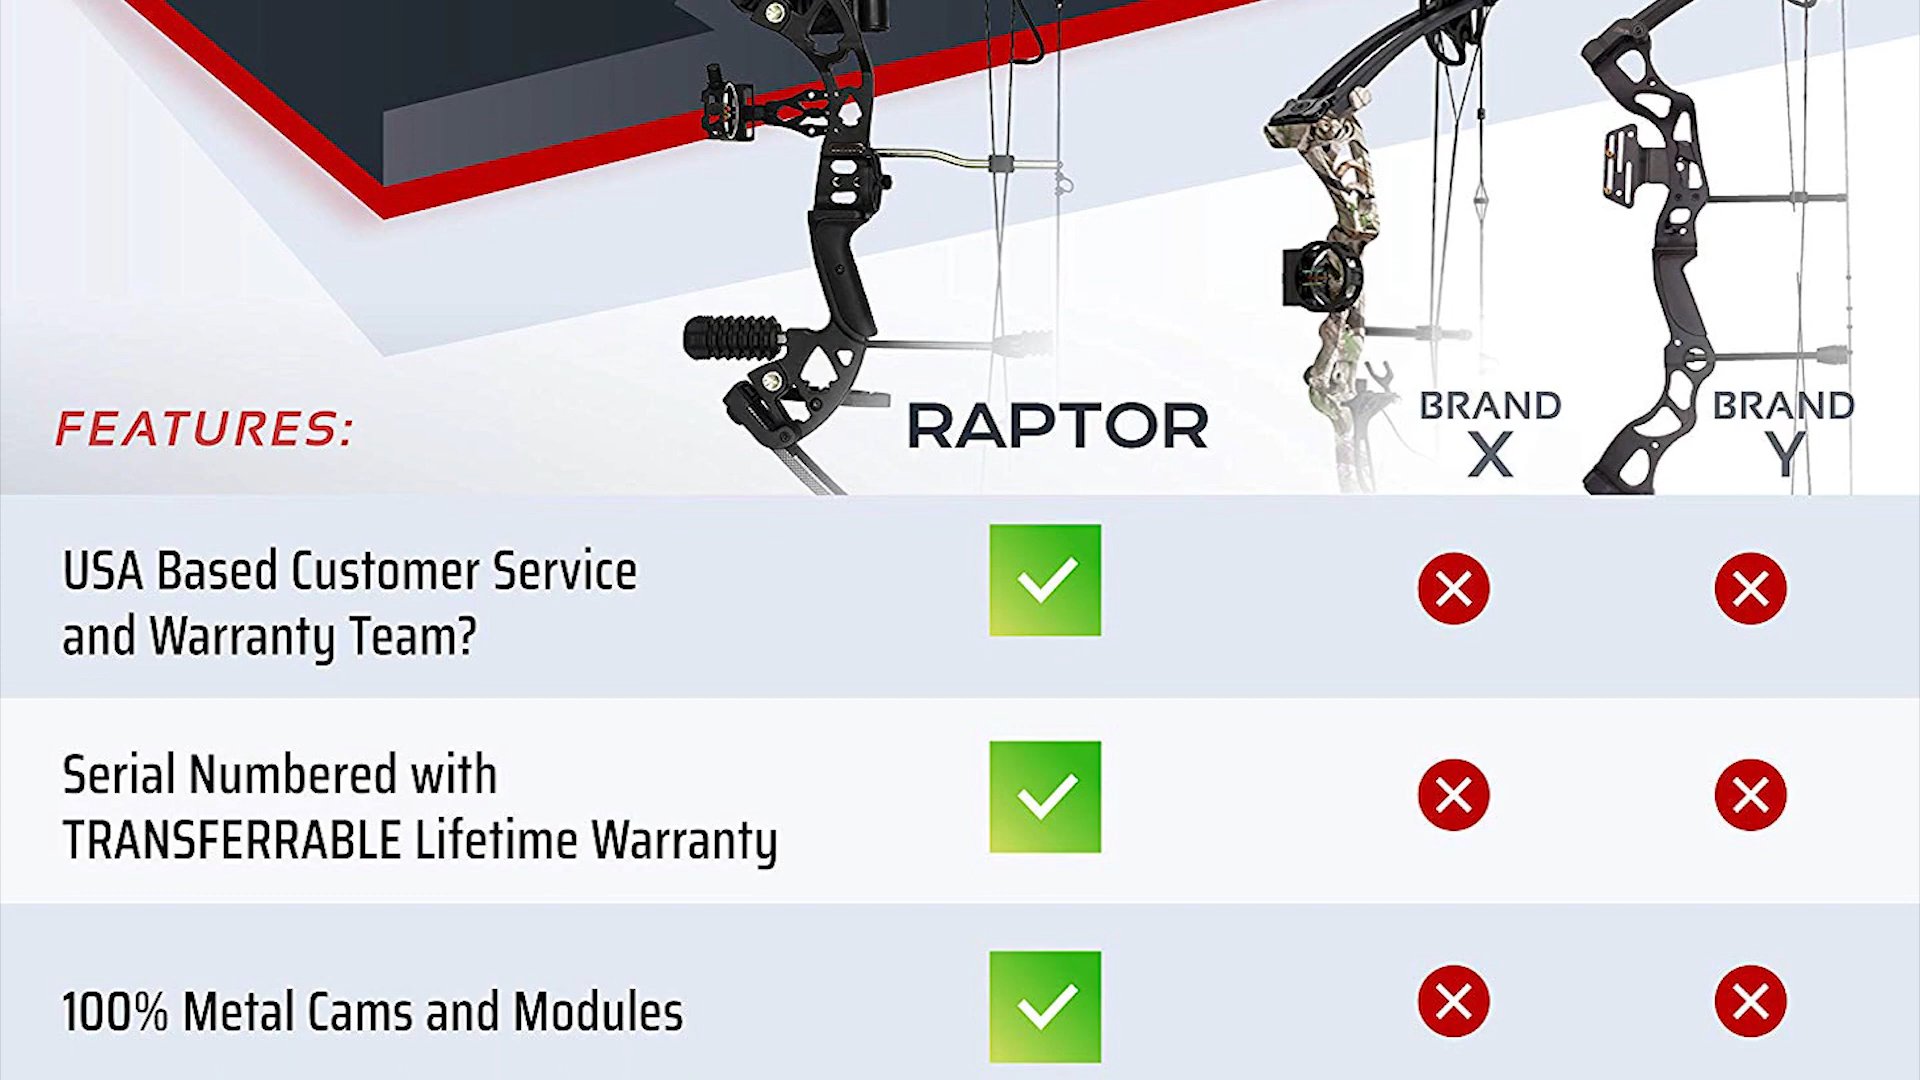 FEATURES:
RAPTOR
BRAND
X
BRAND
Y
USA Based Customer Service
and Warranty Team?
Serial Numbered with
TRANSFERRABLE Lifetime Warranty
100% Metal Cams and Modules